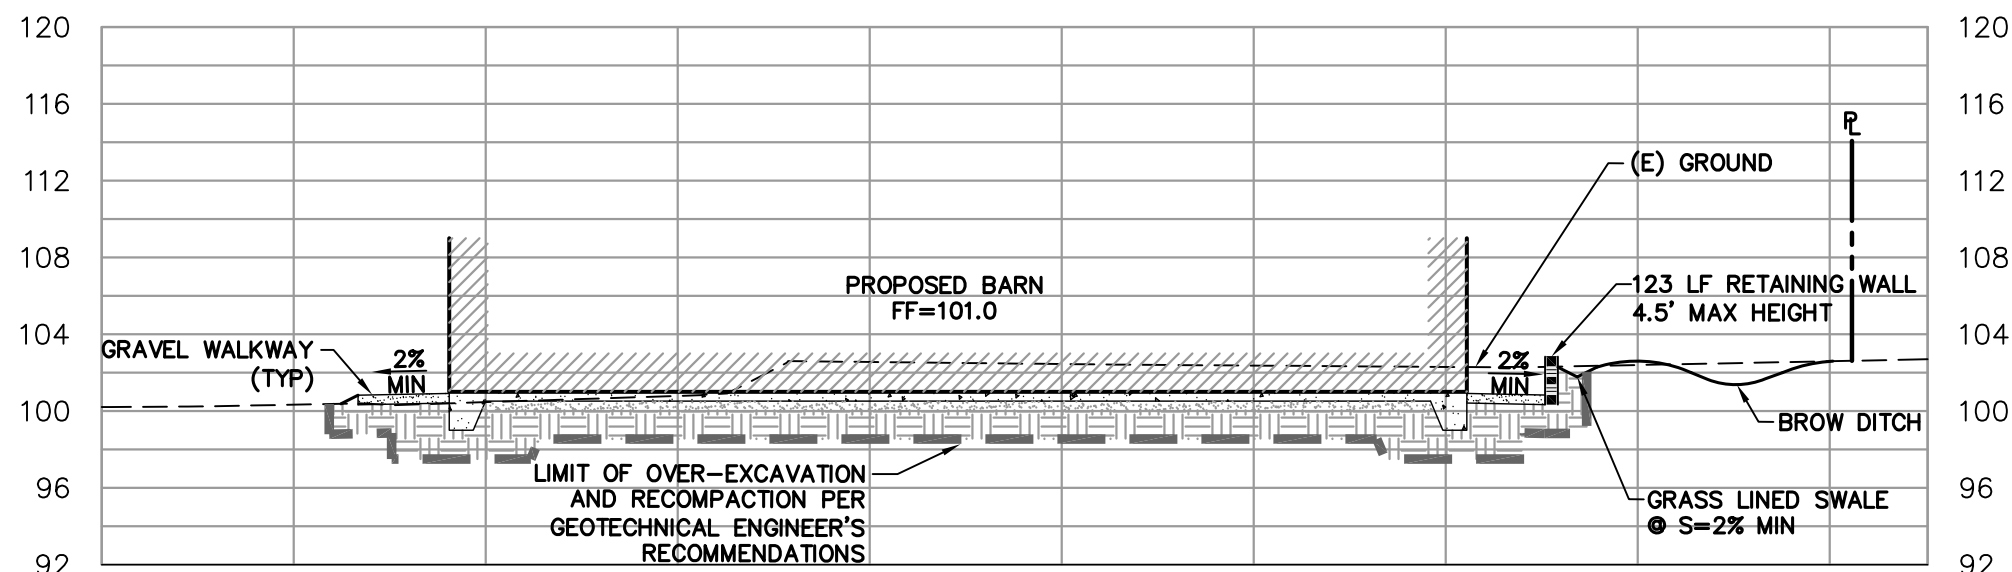 120
120
116
116
PL
(E) GROUND
112
112
108
108
PROPOSED BARN
FF=101.0
123 LF RETAINING WALL
4.5' MAX HEIGHT
104
104
GRAVEL WALKWAY
(TYP)
2%
MIN
2%
MIN
100
100
BROW DITCH
LIMIT OF OVER-EXCAVATION
AND RECOMPACTION PER
GEOTECHNICAL ENGINEER'S
RECOMMENDATIONS
96
96
GRASS LINED SWALE
@ S=2% MIN
92
92